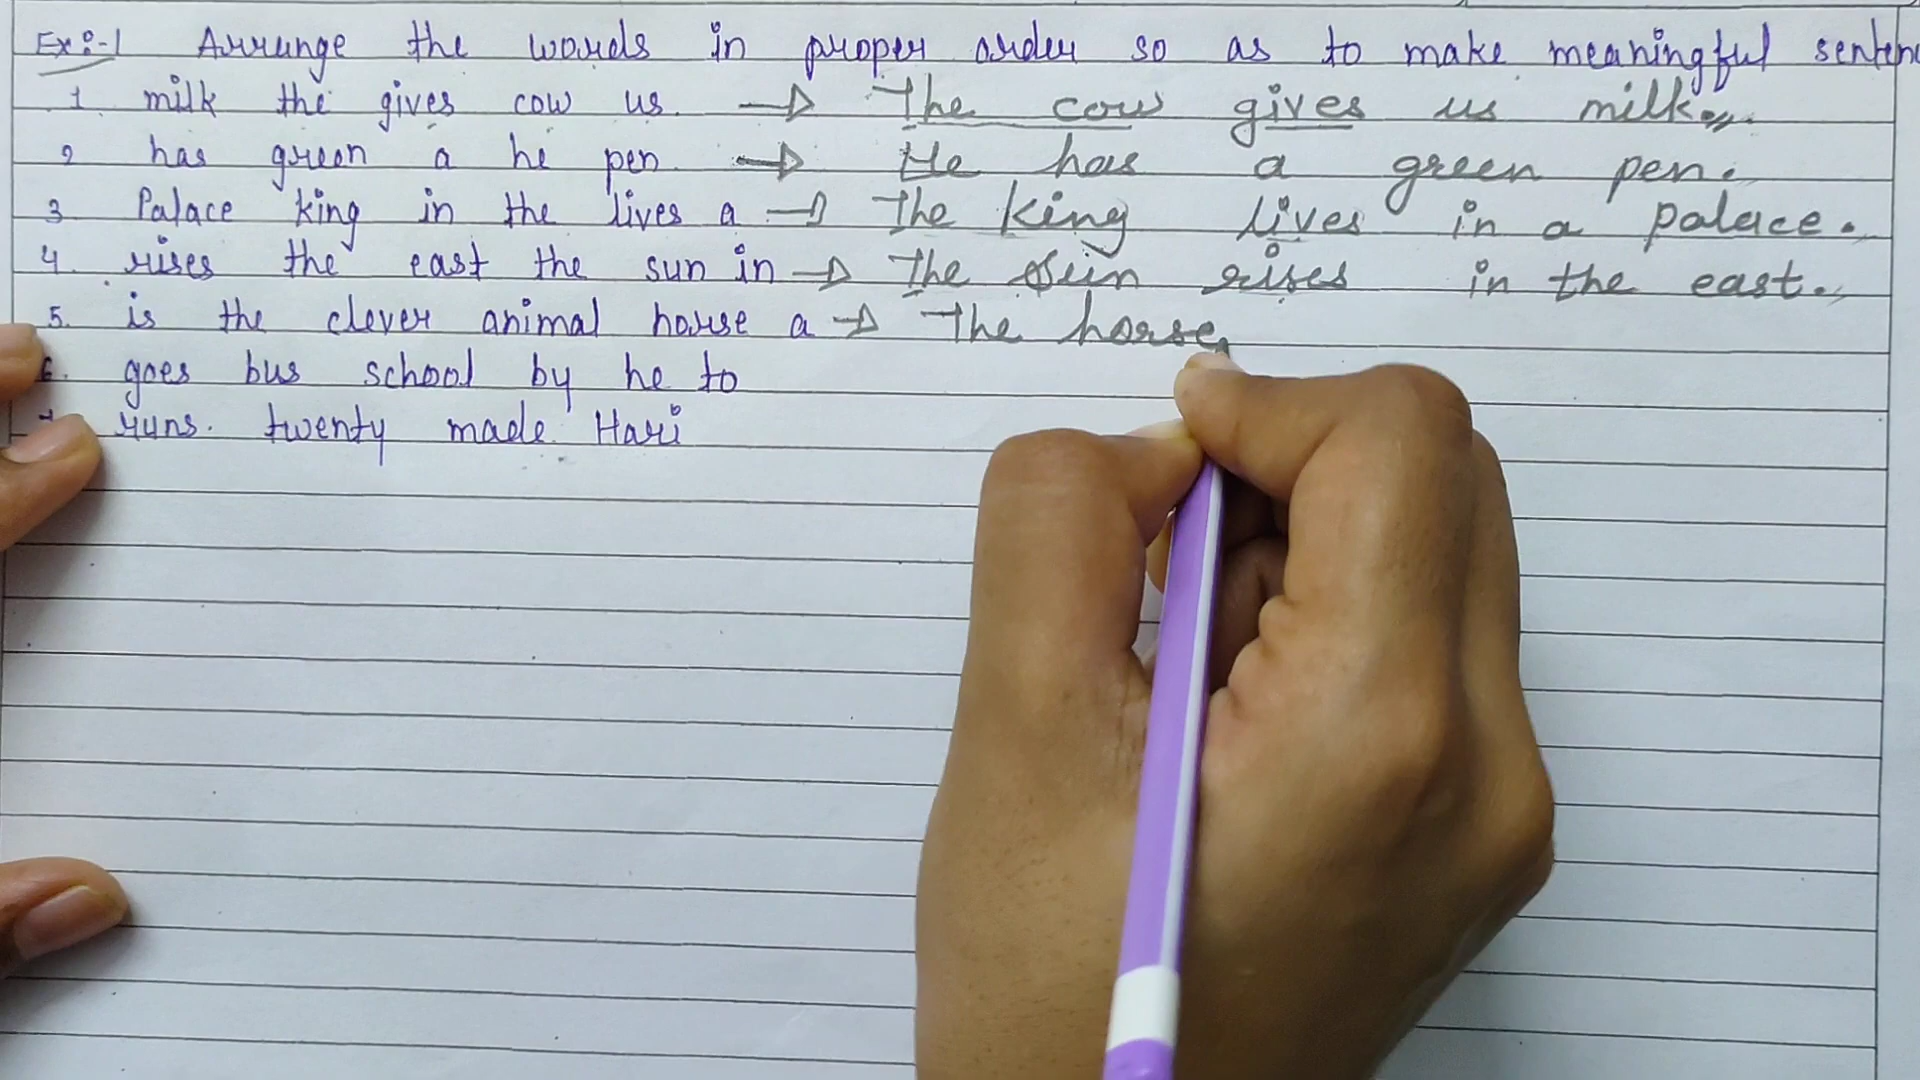 Ex:-1 Arrange the words in proper order so as to make meaningful senten
1 milk the gives cow us. → The cow gives us milk.
2 has green a he pen. → He has a green pen.
3. Palace king in the lives a → The king lives in a palace.
4. rises the east the sun in → The Sun rises in the east.
5. is the clever animal horse a → The horse
6. goes bus school by he to
runs. twenty made Hari